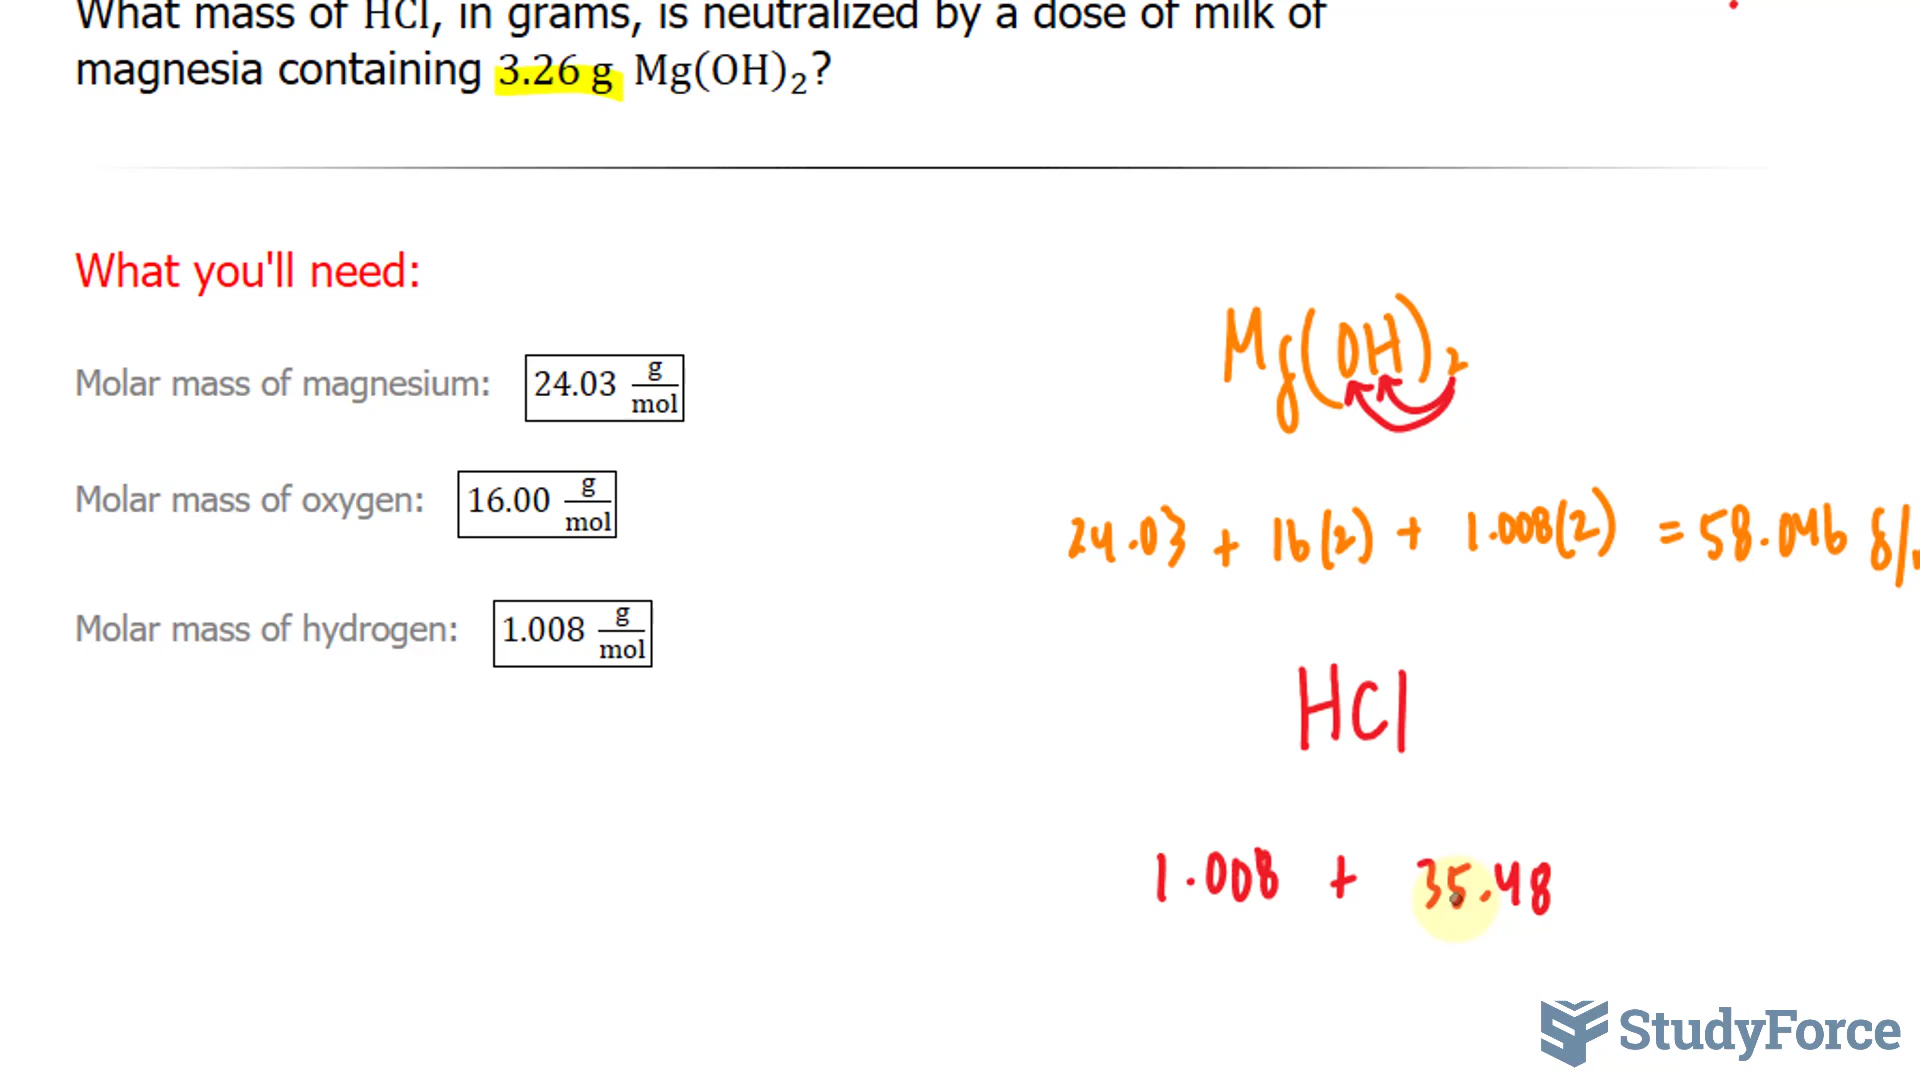 What mass of HCl, in grams, is neutralized by a dose of milk of
magnesia containing 3.26 g Mg(OH)₂?
What you'll need:
Mg(OH)₂
Molar mass of magnesium: 24.03 g/mol
Molar mass of oxygen: 16.00 g/mol
24.03 + 16(2) + 1.008(2) = 58.046 g/
Molar mass of hydrogen: 1.008 g/mol
HCl
1.008 + 35.48
StudyForce